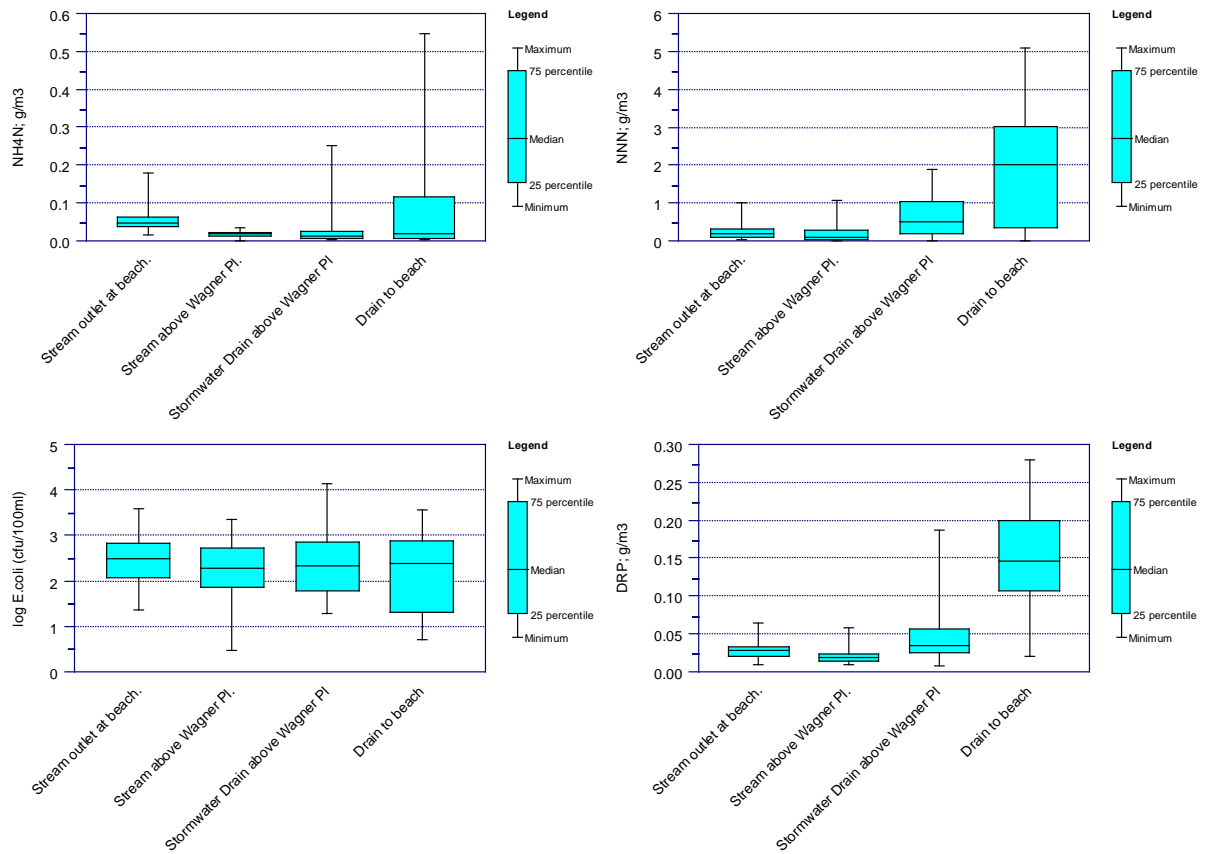 0.6
0.5
0.4
0.3
0.2
0.1
0.0
NH4N; g/m3
Stream outlet at beach.
Stream above Wagner Pl.
Stormwater Drain above Wagner Pl
Drain to beach
Legend
Maximum
75 percentile
Median
25 percentile
Minimum
6
5
4
3
2
1
0
NNN; g/m3
Stream outlet at beach.
Stream above Wagner Pl.
Stormwater Drain above Wagner Pl
Drain to beach
Legend
Maximum
75 percentile
Median
25 percentile
Minimum
5
4
3
2
1
0
log E.coli (cfu/100ml)
Stream outlet at beach.
Stream above Wagner Pl.
Stormwater Drain above Wagner Pl
Drain to beach
Legend
Maximum
75 percentile
Median
25 percentile
Minimum
0.30
0.25
0.20
0.15
0.10
0.05
0.00
DRP; g/m3
Stream outlet at beach.
Stream above Wagner Pl.
Stormwater Drain above Wagner Pl
Drain to beach
Legend
Maximum
75 percentile
Median
25 percentile
Minimum